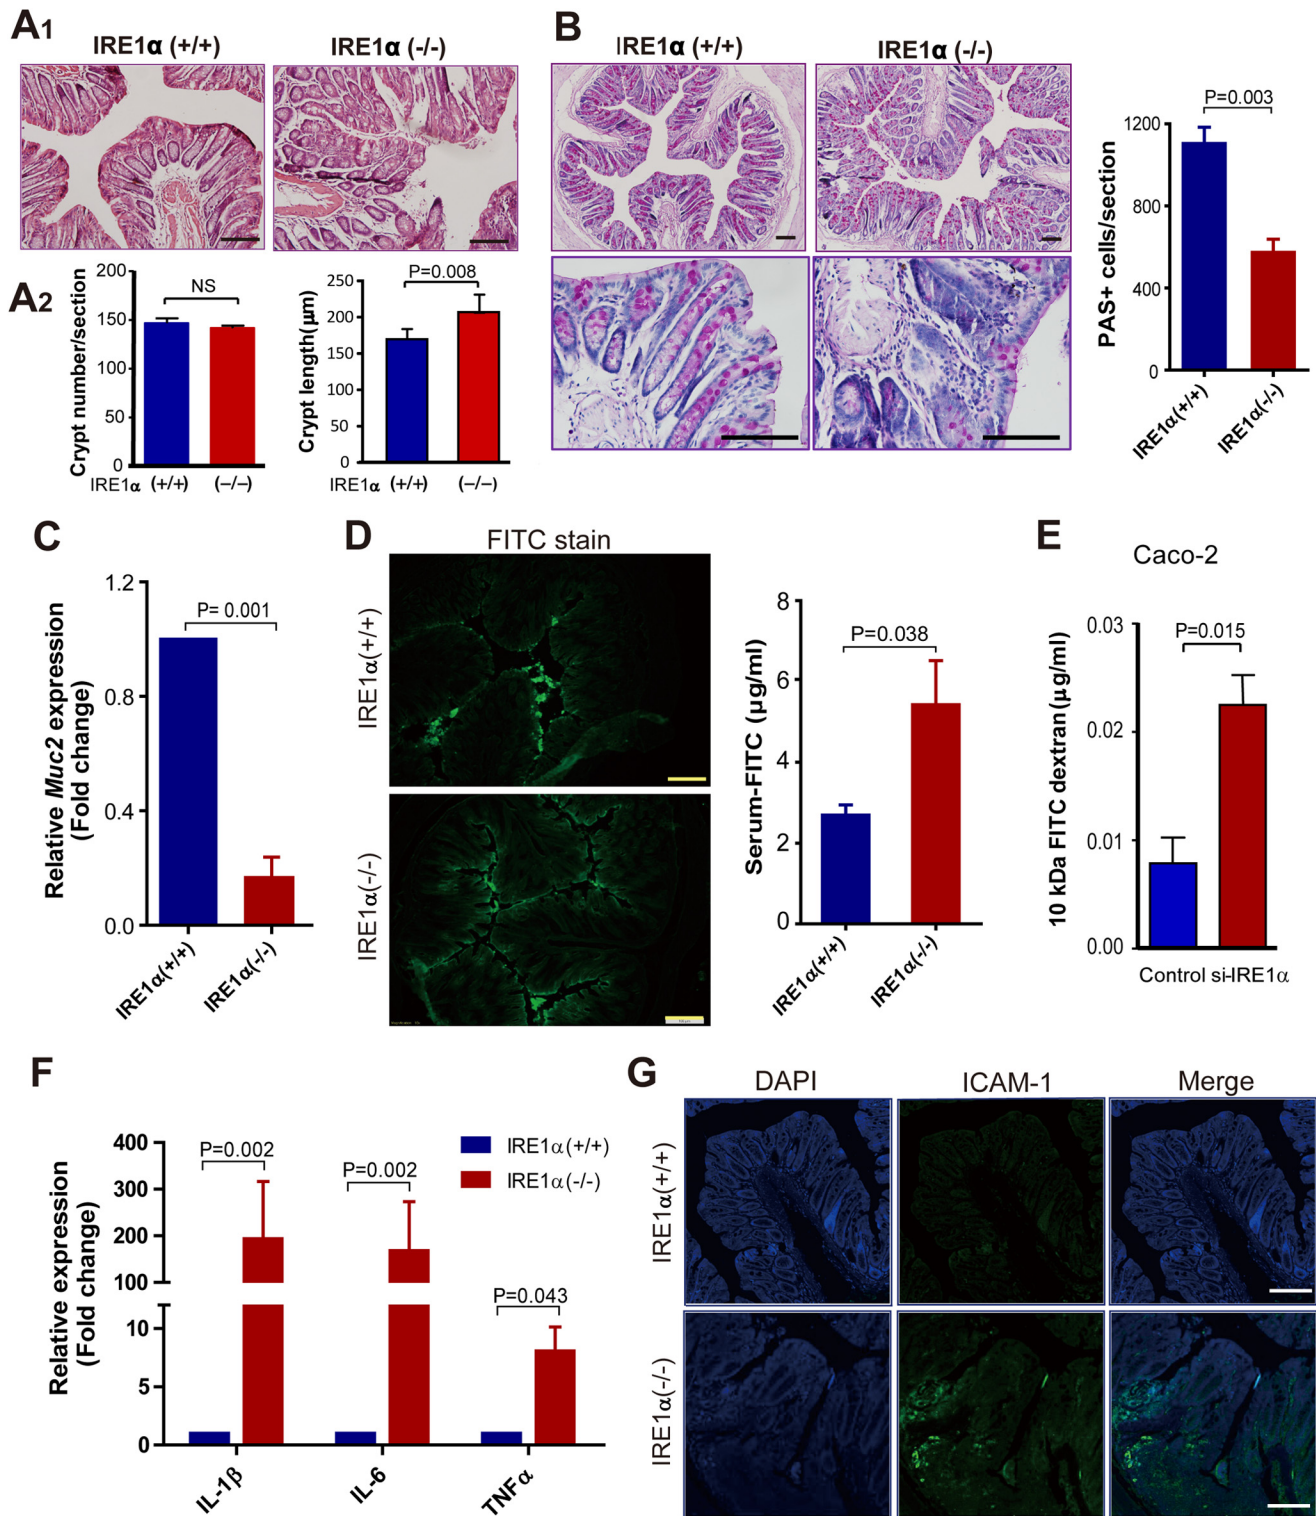 A1
IRE1α (+/+)
IRE1α (-/-)
A2
200
150
100
50
0
Crypt number/section
NS
IRE1α (+/+) (−/−)
250
200
150
100
50
0
Crypt length(µm)
P=0.008
IRE1α (+/+) (−/−)
B
IRE1α (+/+)
IRE1α (-/-)
P=0.003
1200
800
400
0
PAS+ cells/section
IRE1α(+/+)
IRE1α(-/-)
C
1.2
0.8
0.4
0.0
Relative Muc2 expression
(Fold change)
P= 0.001
IRE1α(+/+)
IRE1α(-/-)
D
FITC stain
IRE1α(+/+)
IRE1α(-/-)
8
6
4
2
0
Serum-FITC (µg/ml)
P=0.038
IRE1α(+/+)
IRE1α(-/-)
E
Caco-2
0.03
0.02
0.01
0.00
10 kDa FITC dextran (µg/ml)
P=0.015
Control si-IRE1α
F
400
300
200
100
10
5
0
Relative expression
(Fold change)
P=0.002
P=0.002
P=0.043
IRE1α(+/+)
IRE1α(-/-)
IL-1β
IL-6
TNFα
G
DAPI
ICAM-1
Merge
IRE1α(+/+)
IRE1α(-/-)